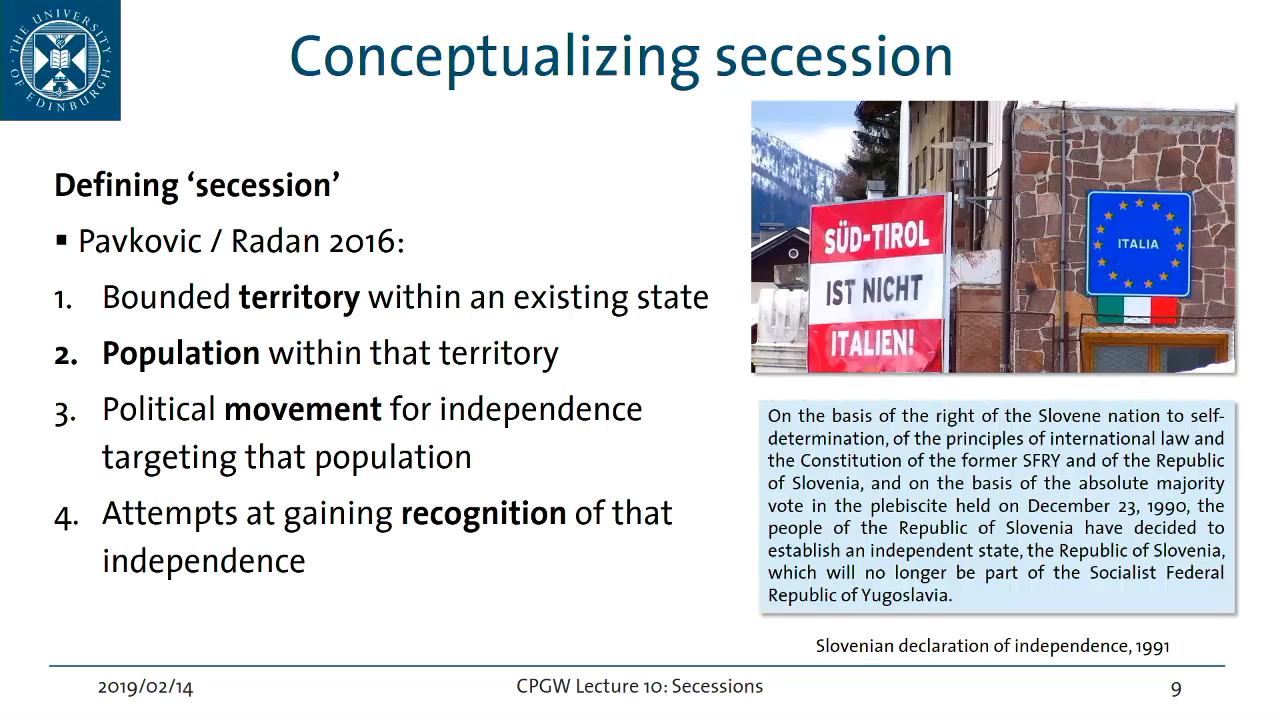 THE UNIVERSITY
OF EDINBURGH
Conceptualizing secession
Defining ‘secession’
▪ Pavkovic / Radan 2016:
1. Bounded territory within an existing state
2. Population within that territory
3. Political movement for independence
targeting that population
4. Attempts at gaining recognition of that
independence
SÜD-TIROL
IST NICHT
ITALIEN!
ITALIA
On the basis of the right of the Slovene nation to self-
determination, of the principles of international law and
the Constitution of the former SFRY and of the Republic
of Slovenia, and on the basis of the absolute majority
vote in the plebiscite held on December 23, 1990, the
people of the Republic of Slovenia have decided to
establish an independent state, the Republic of Slovenia,
which will no longer be part of the Socialist Federal
Republic of Yugoslavia.
Slovenian declaration of independence, 1991
2019/02/14
CPGW Lecture 10: Secessions
9